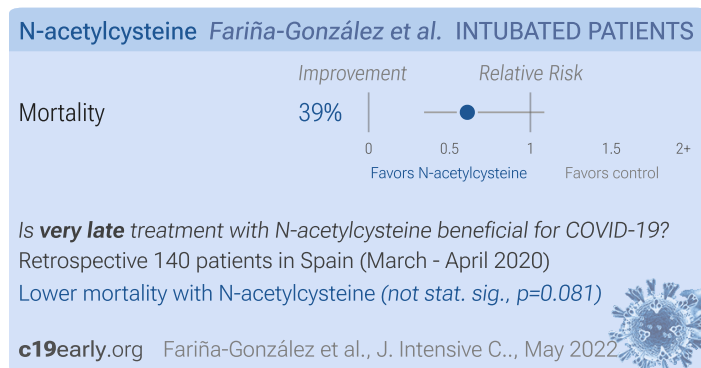 N-acetylcysteine Fariña-González et al. INTUBATED PATIENTS
Improvement Relative Risk
Mortality 39%
0 0.5 1 1.5 2+
Favors N-acetylcysteine Favors control
Is very late treatment with N-acetylcysteine beneficial for COVID-19?
Retrospective 140 patients in Spain (March - April 2020)
Lower mortality with N-acetylcysteine (not stat. sig., p=0.081)
c19early.org Fariña-González et al., J. Intensive C.., May 2022